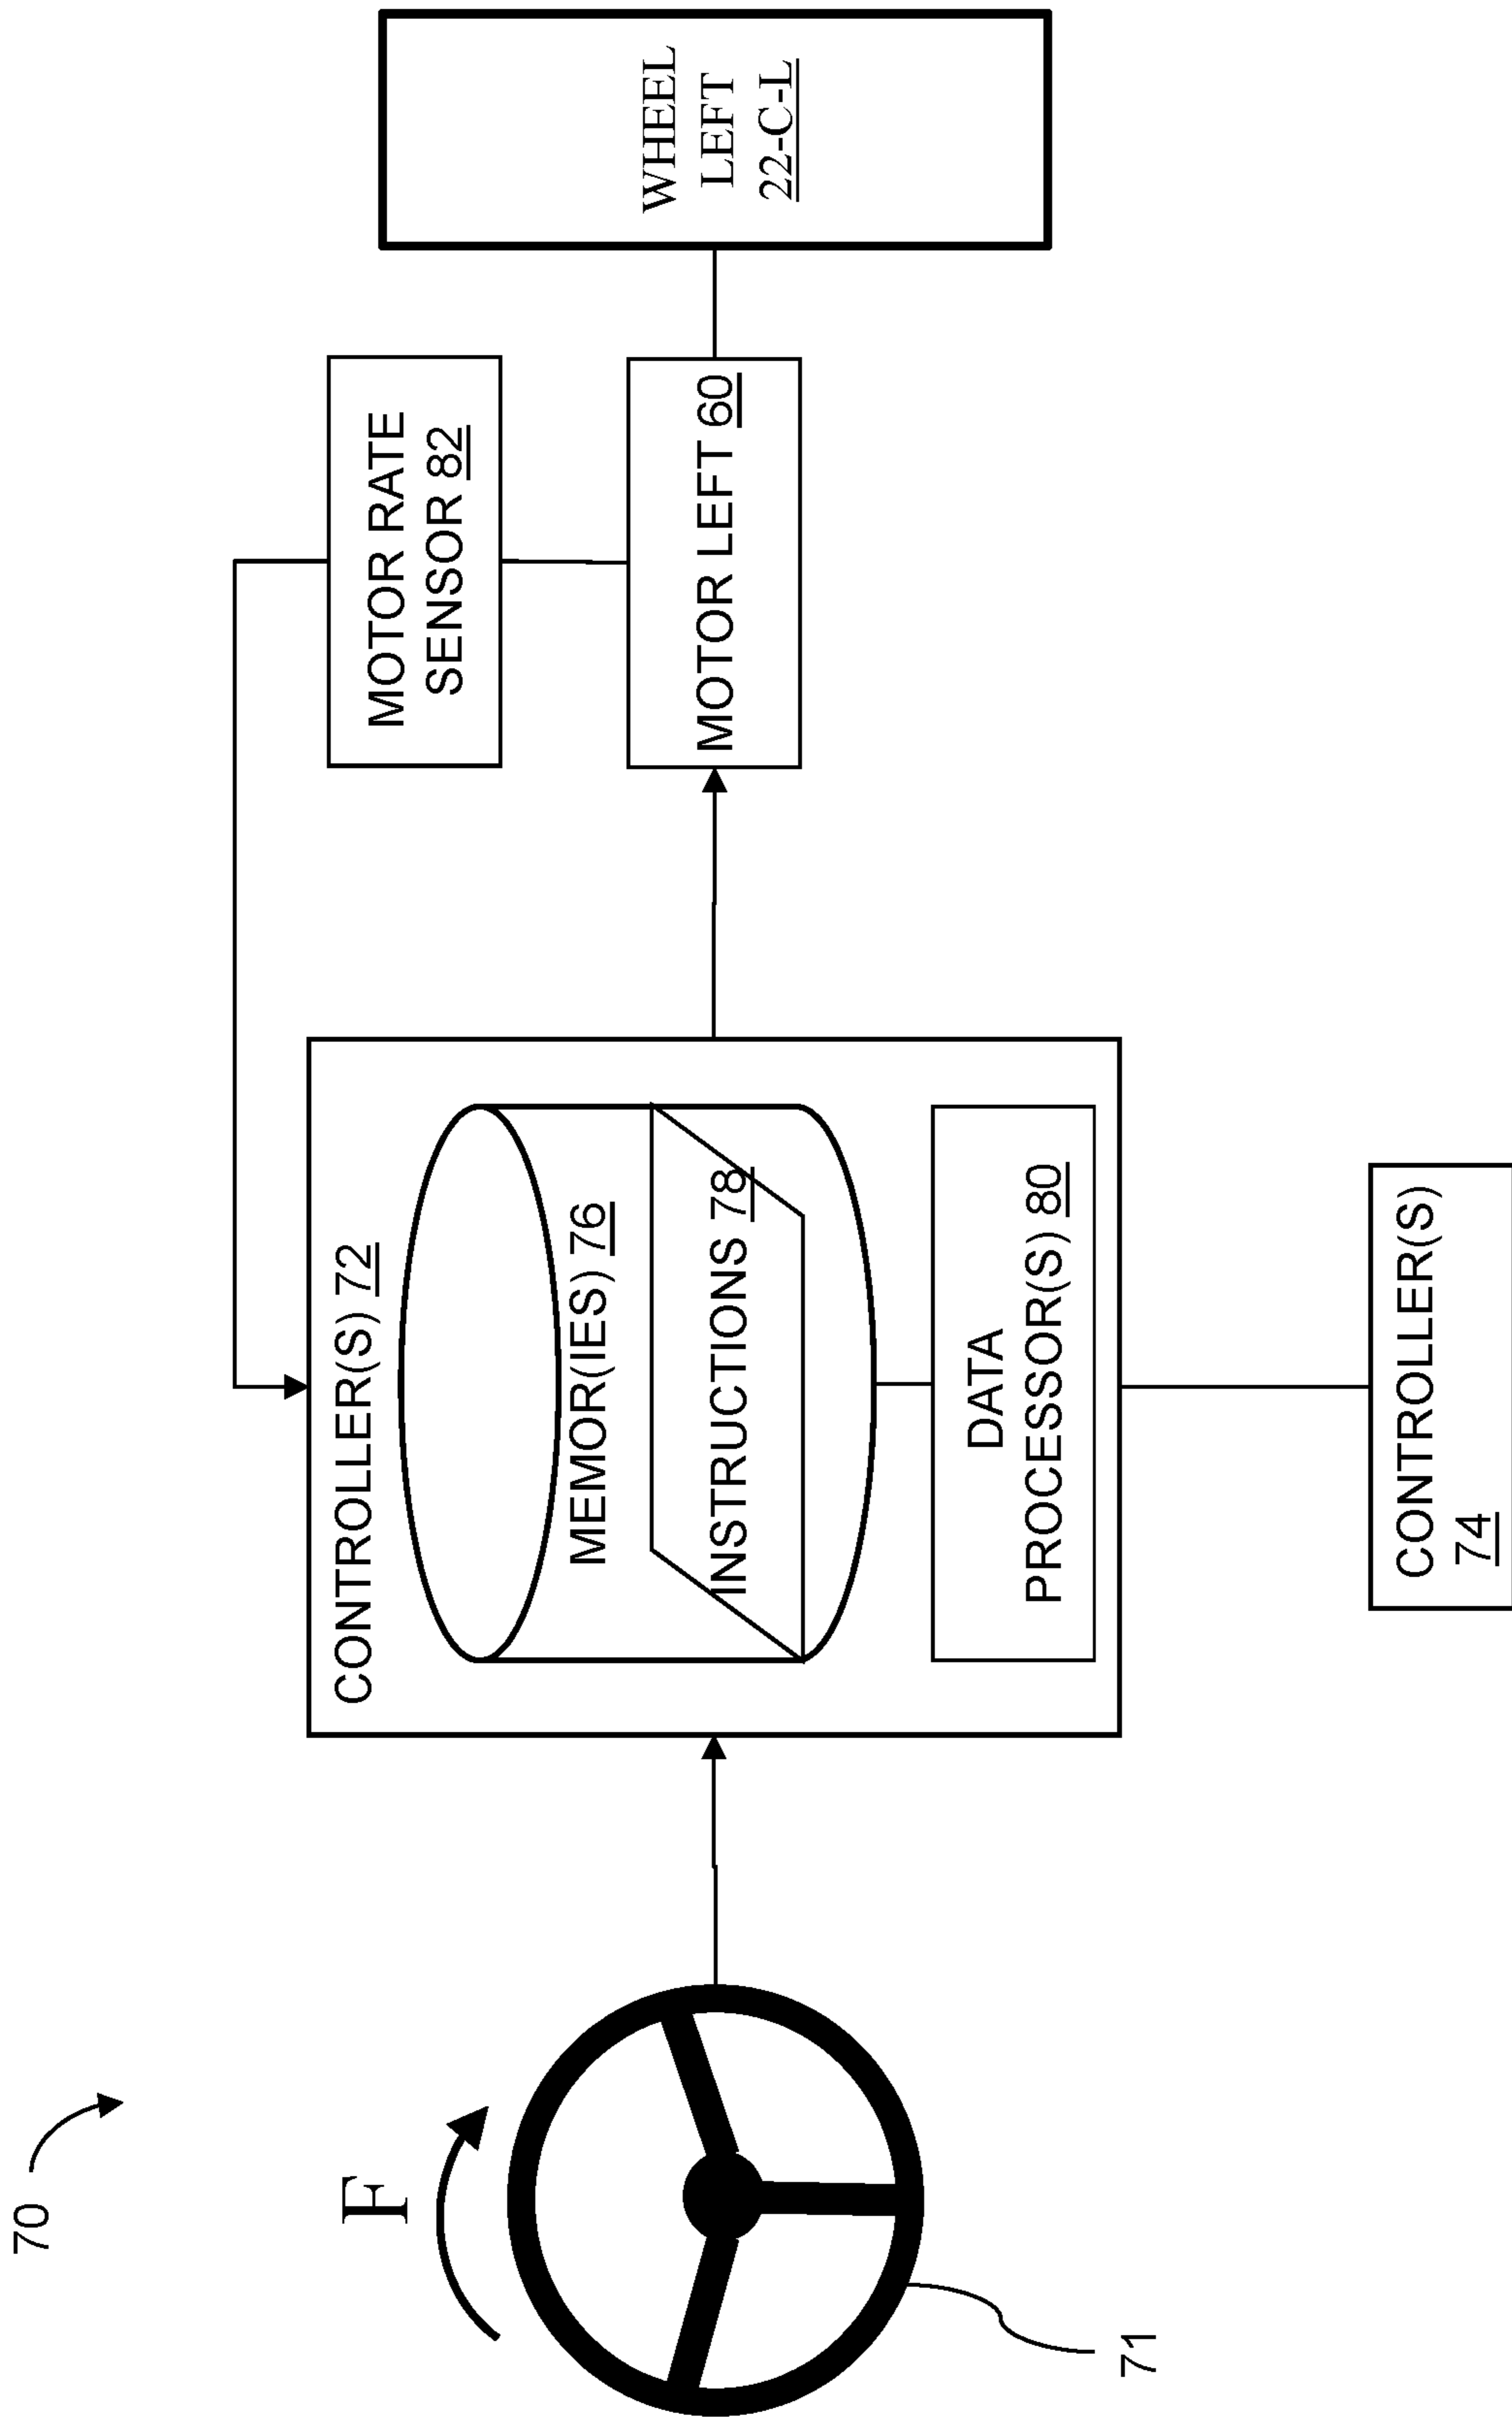 70
F
71
CONTROLLER(S) 72
MEMOR(IES) 76
INSTRUCTIONS 78
DATA
PROCESSOR(S) 80
CONTROLLER(S)
74
MOTOR RATE
SENSOR 82
MOTOR LEFT 60
WHEEL
LEFT
22-C-L